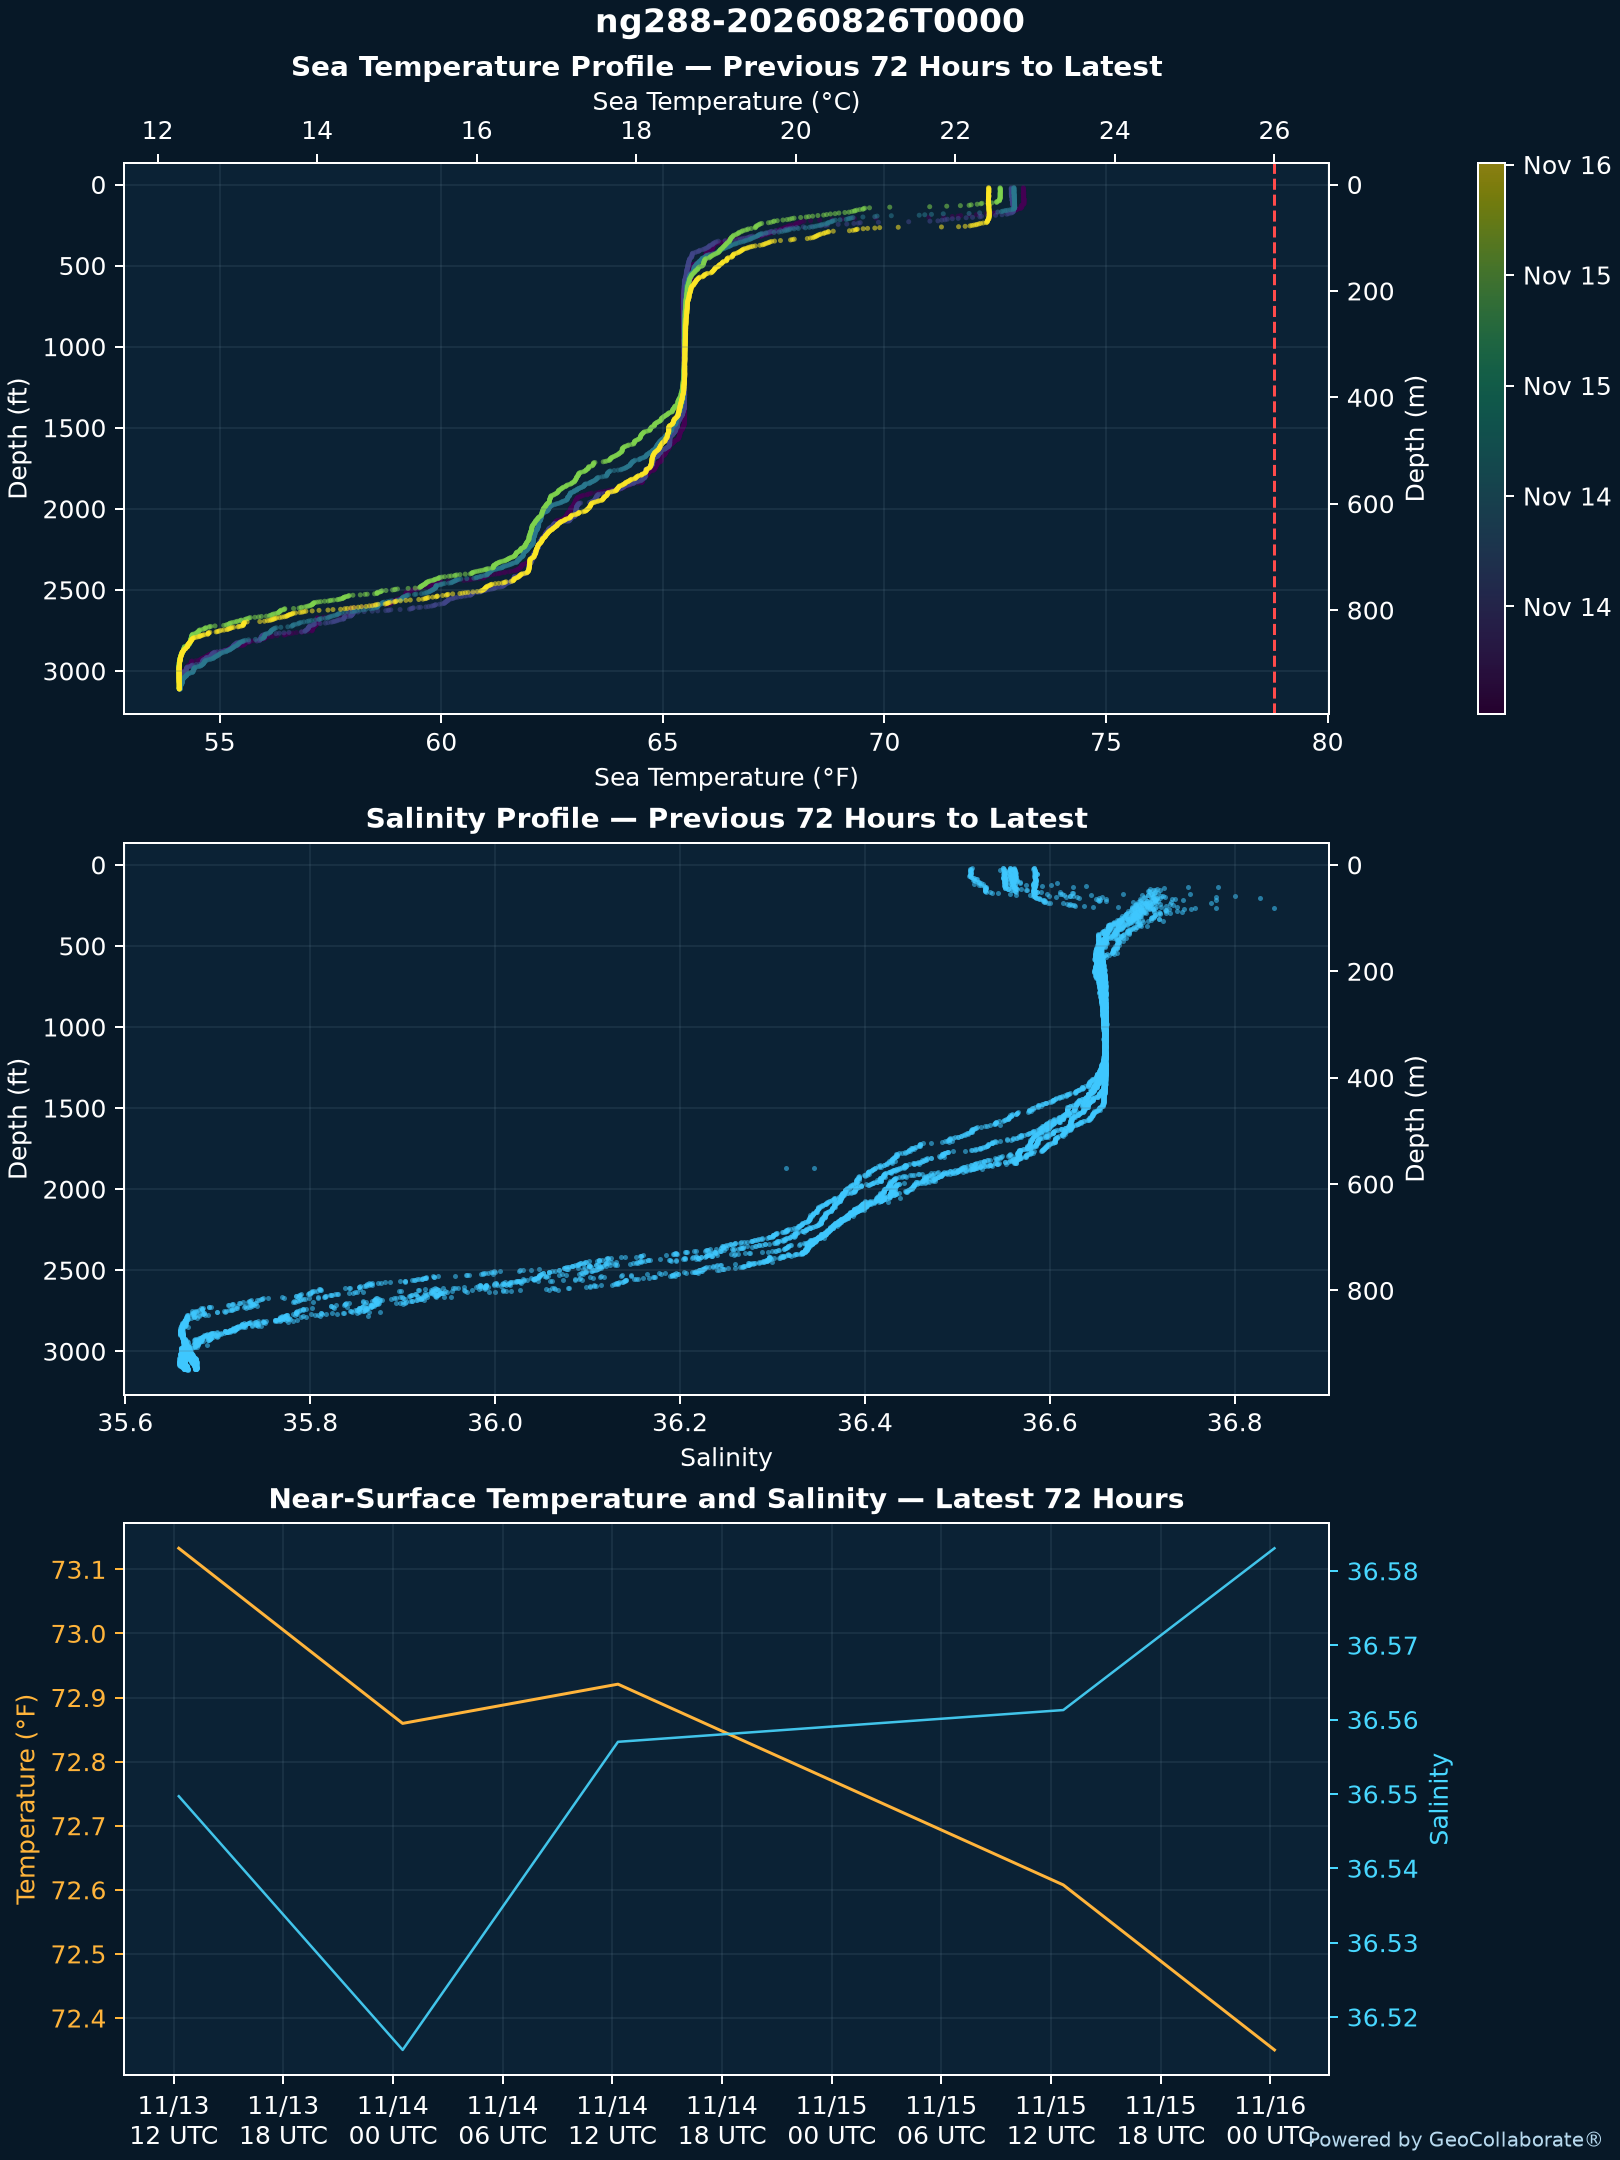 ng288-20260826T0000
Sea Temperature Profile — Previous 72 Hours to Latest
Sea Temperature (°C)
12 14 16 18 20 22 24 26
0
500
1000
1500
2000
2500
3000
Depth (ft)
0
200
400
600
800
Depth (m)
Nov 16
Nov 15
Nov 15
Nov 14
Nov 14
55 60 65 70 75 80
Sea Temperature (°F)
Salinity Profile — Previous 72 Hours to Latest
0
500
1000
1500
2000
2500
3000
Depth (ft)
0
200
400
600
800
Depth (m)
35.6 35.8 36.0 36.2 36.4 36.6 36.8
Salinity
Near-Surface Temperature and Salinity — Latest 72 Hours
73.1
73.0
72.9
72.8
72.7
72.6
72.5
72.4
Temperature (°F)
36.58
36.57
36.56
36.55
36.54
36.53
36.52
Salinity
11/13 11/13 11/14 11/14 11/14 11/14 11/15 11/15 11/15 11/15 11/16
12 UTC 18 UTC 00 UTC 06 UTC 12 UTC 18 UTC 00 UTC 06 UTC 12 UTC 18 UTC 00 UTC
Powered by GeoCollaborate®